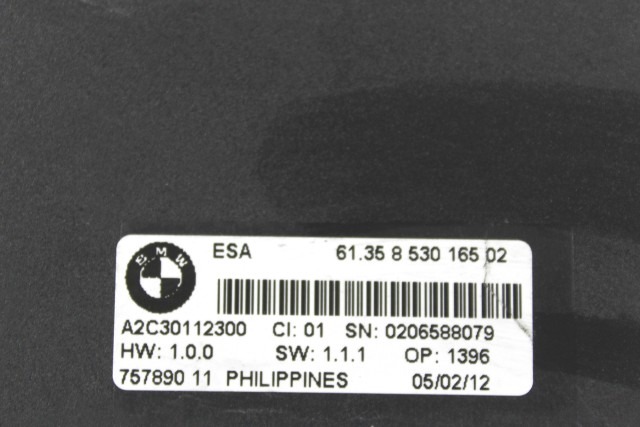 BMW
ESA 61.35 8 530 165 02
A2C30112300 CI: 01 SN: 0206588079
HW: 1.0.0 SW: 1.1.1 OP: 1396
757890 11 PHILIPPINES 05/02/12